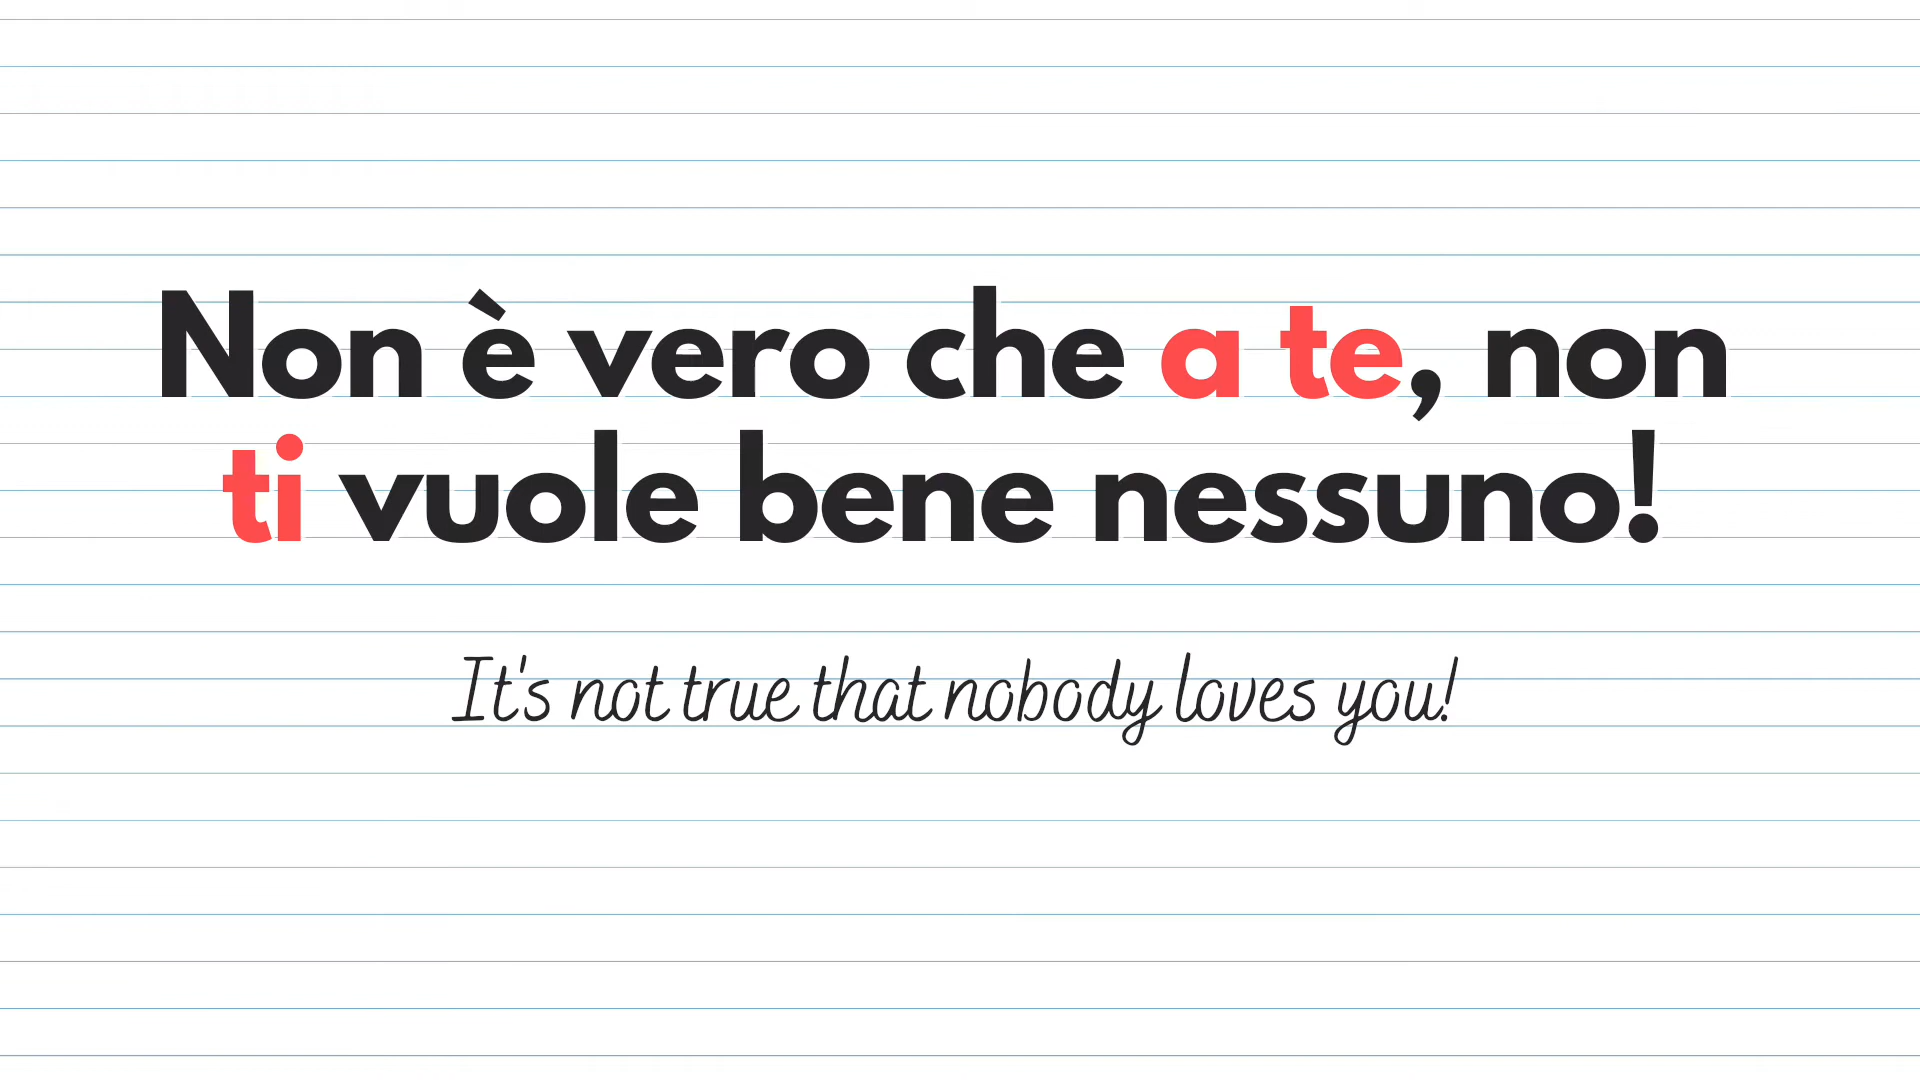 Non è vero che a te, non
ti vuole bene nessuno!
It's not true that nobody loves you!